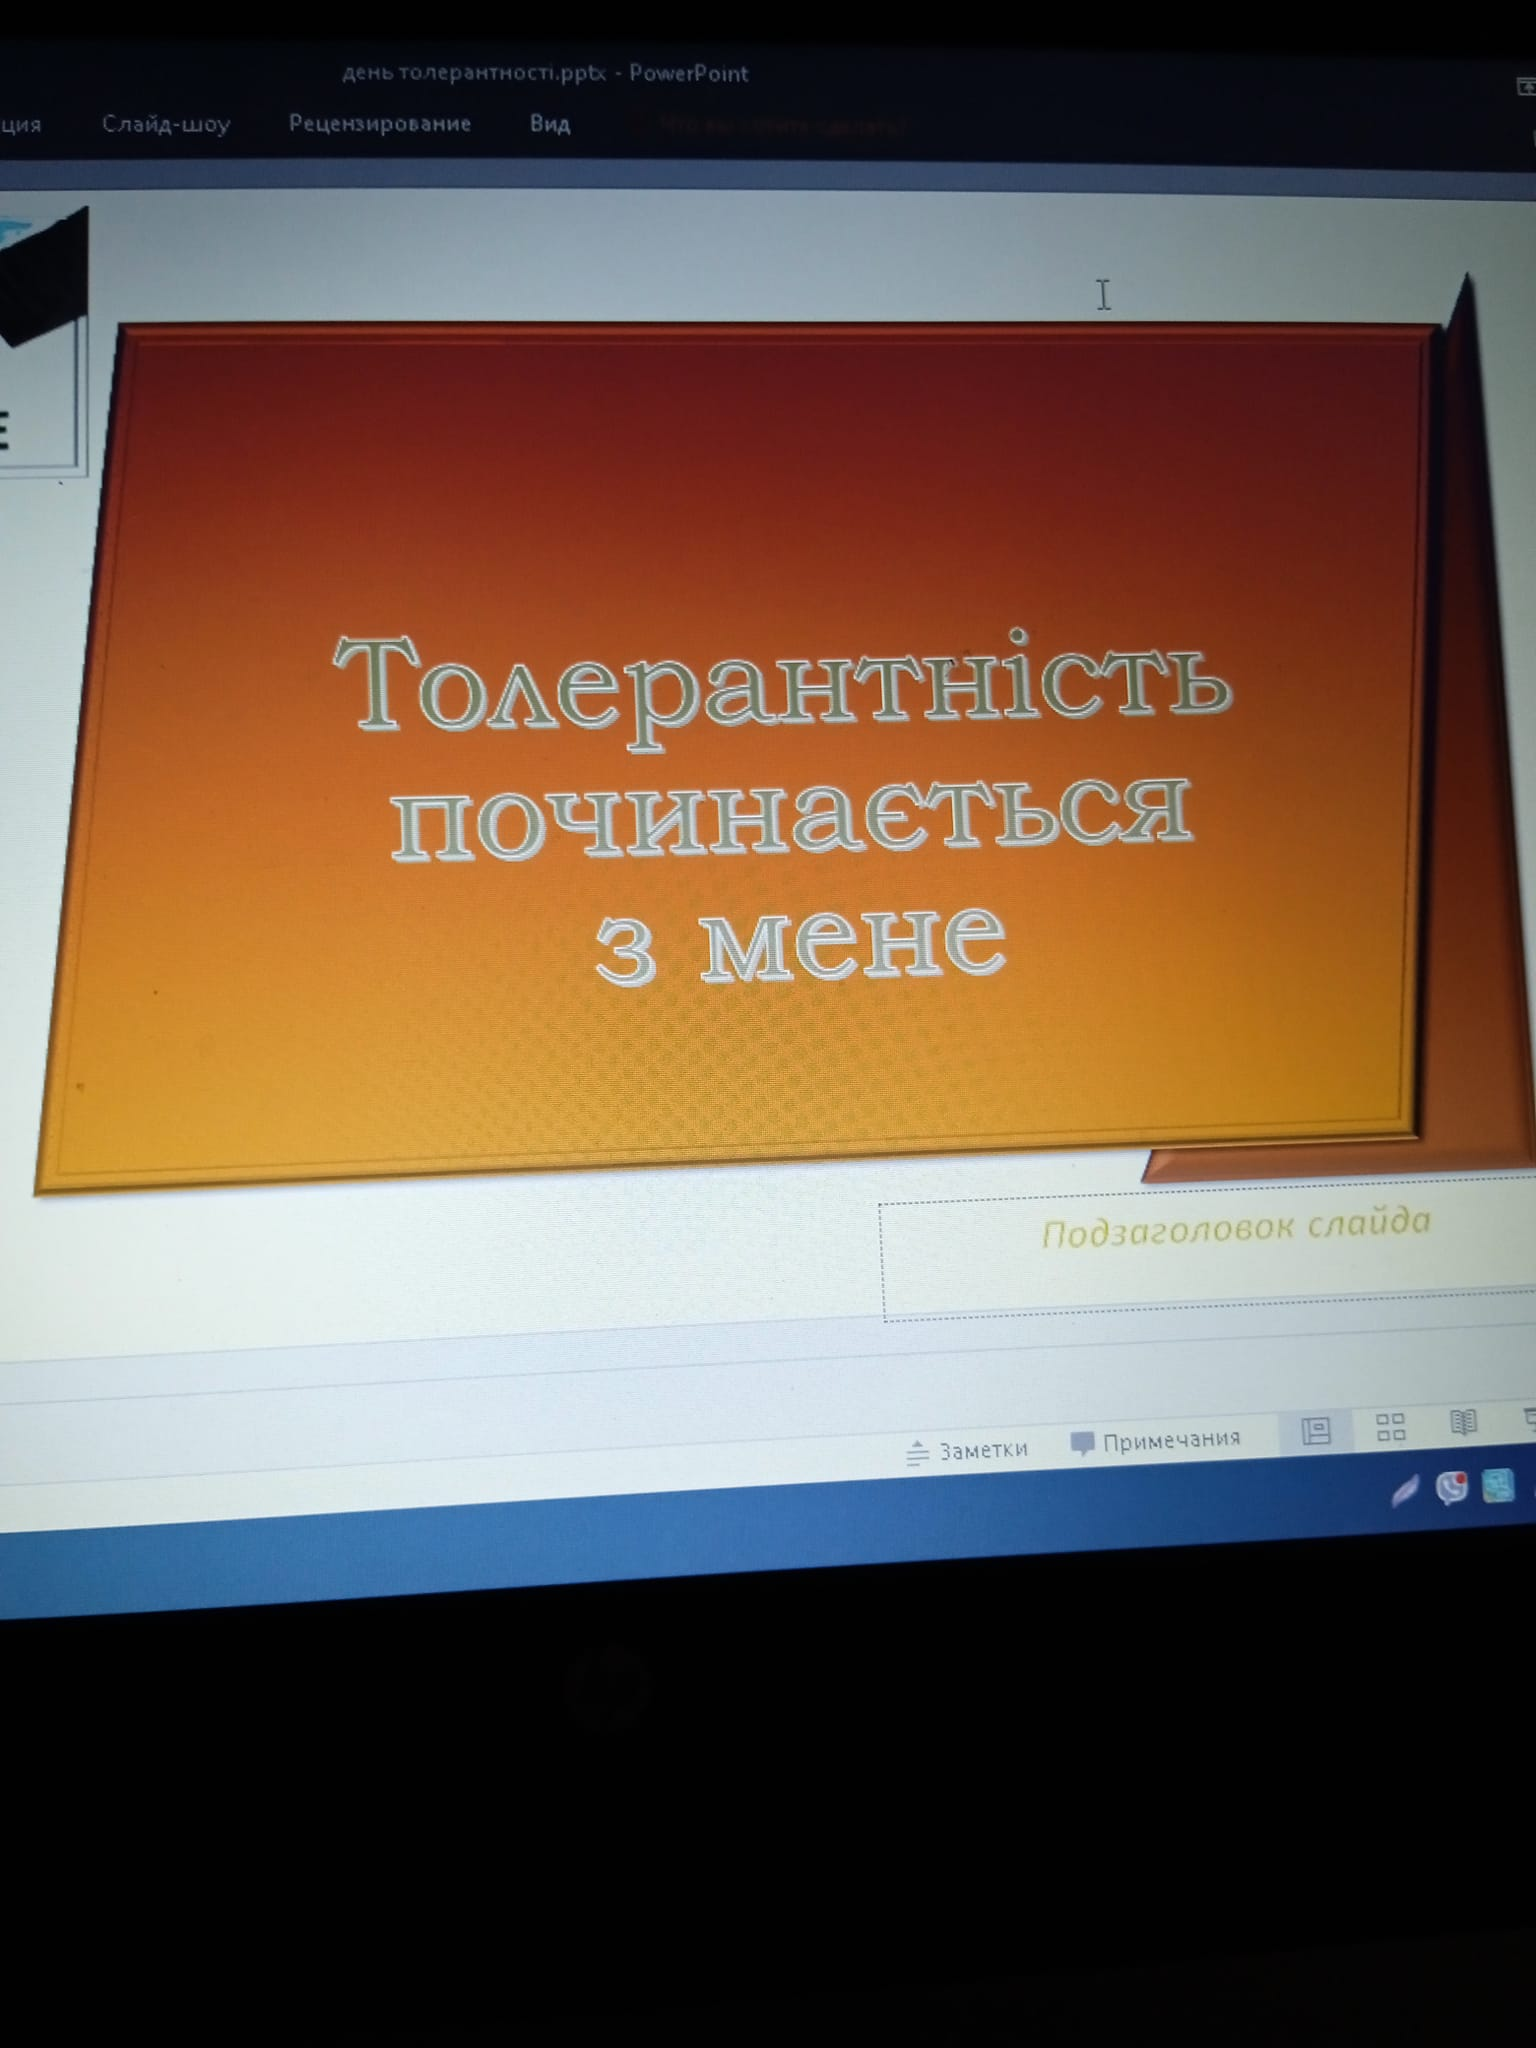 день толерантності.pptx - PowerPoint
ция Слайд-шоу Рецензирование Вид
Е
Толерантність
починається
з мене
Подзаголовок слайда
Заметки Примечания